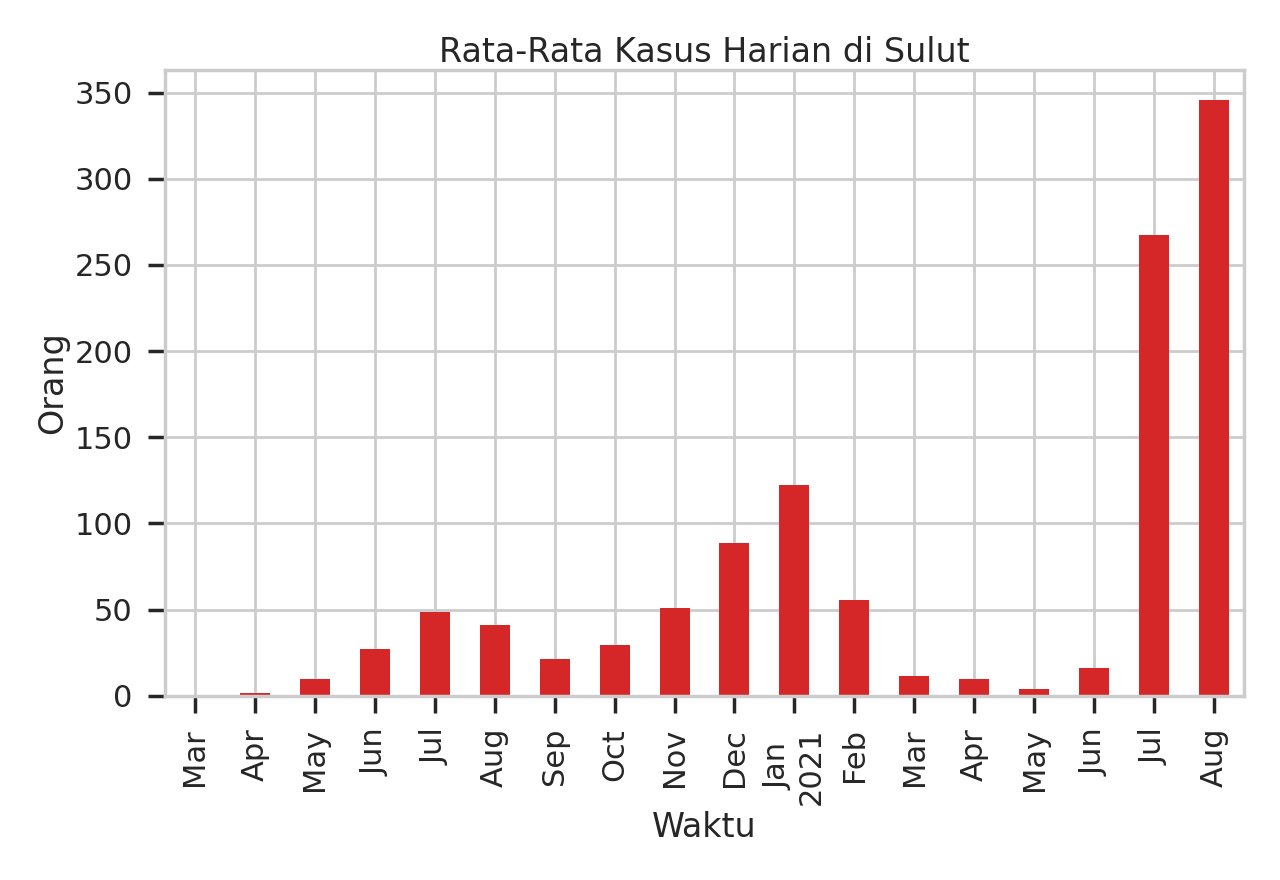 Rata-Rata Kasus Harian di Sulut
Orang
350
300
250
200
150
100
50
0
Mar
Apr
May
Jun
Jul
Aug
Sep
Oct
Nov
Dec
Jan
2021
Feb
Mar
Apr
May
Jun
Jul
Aug
Waktu